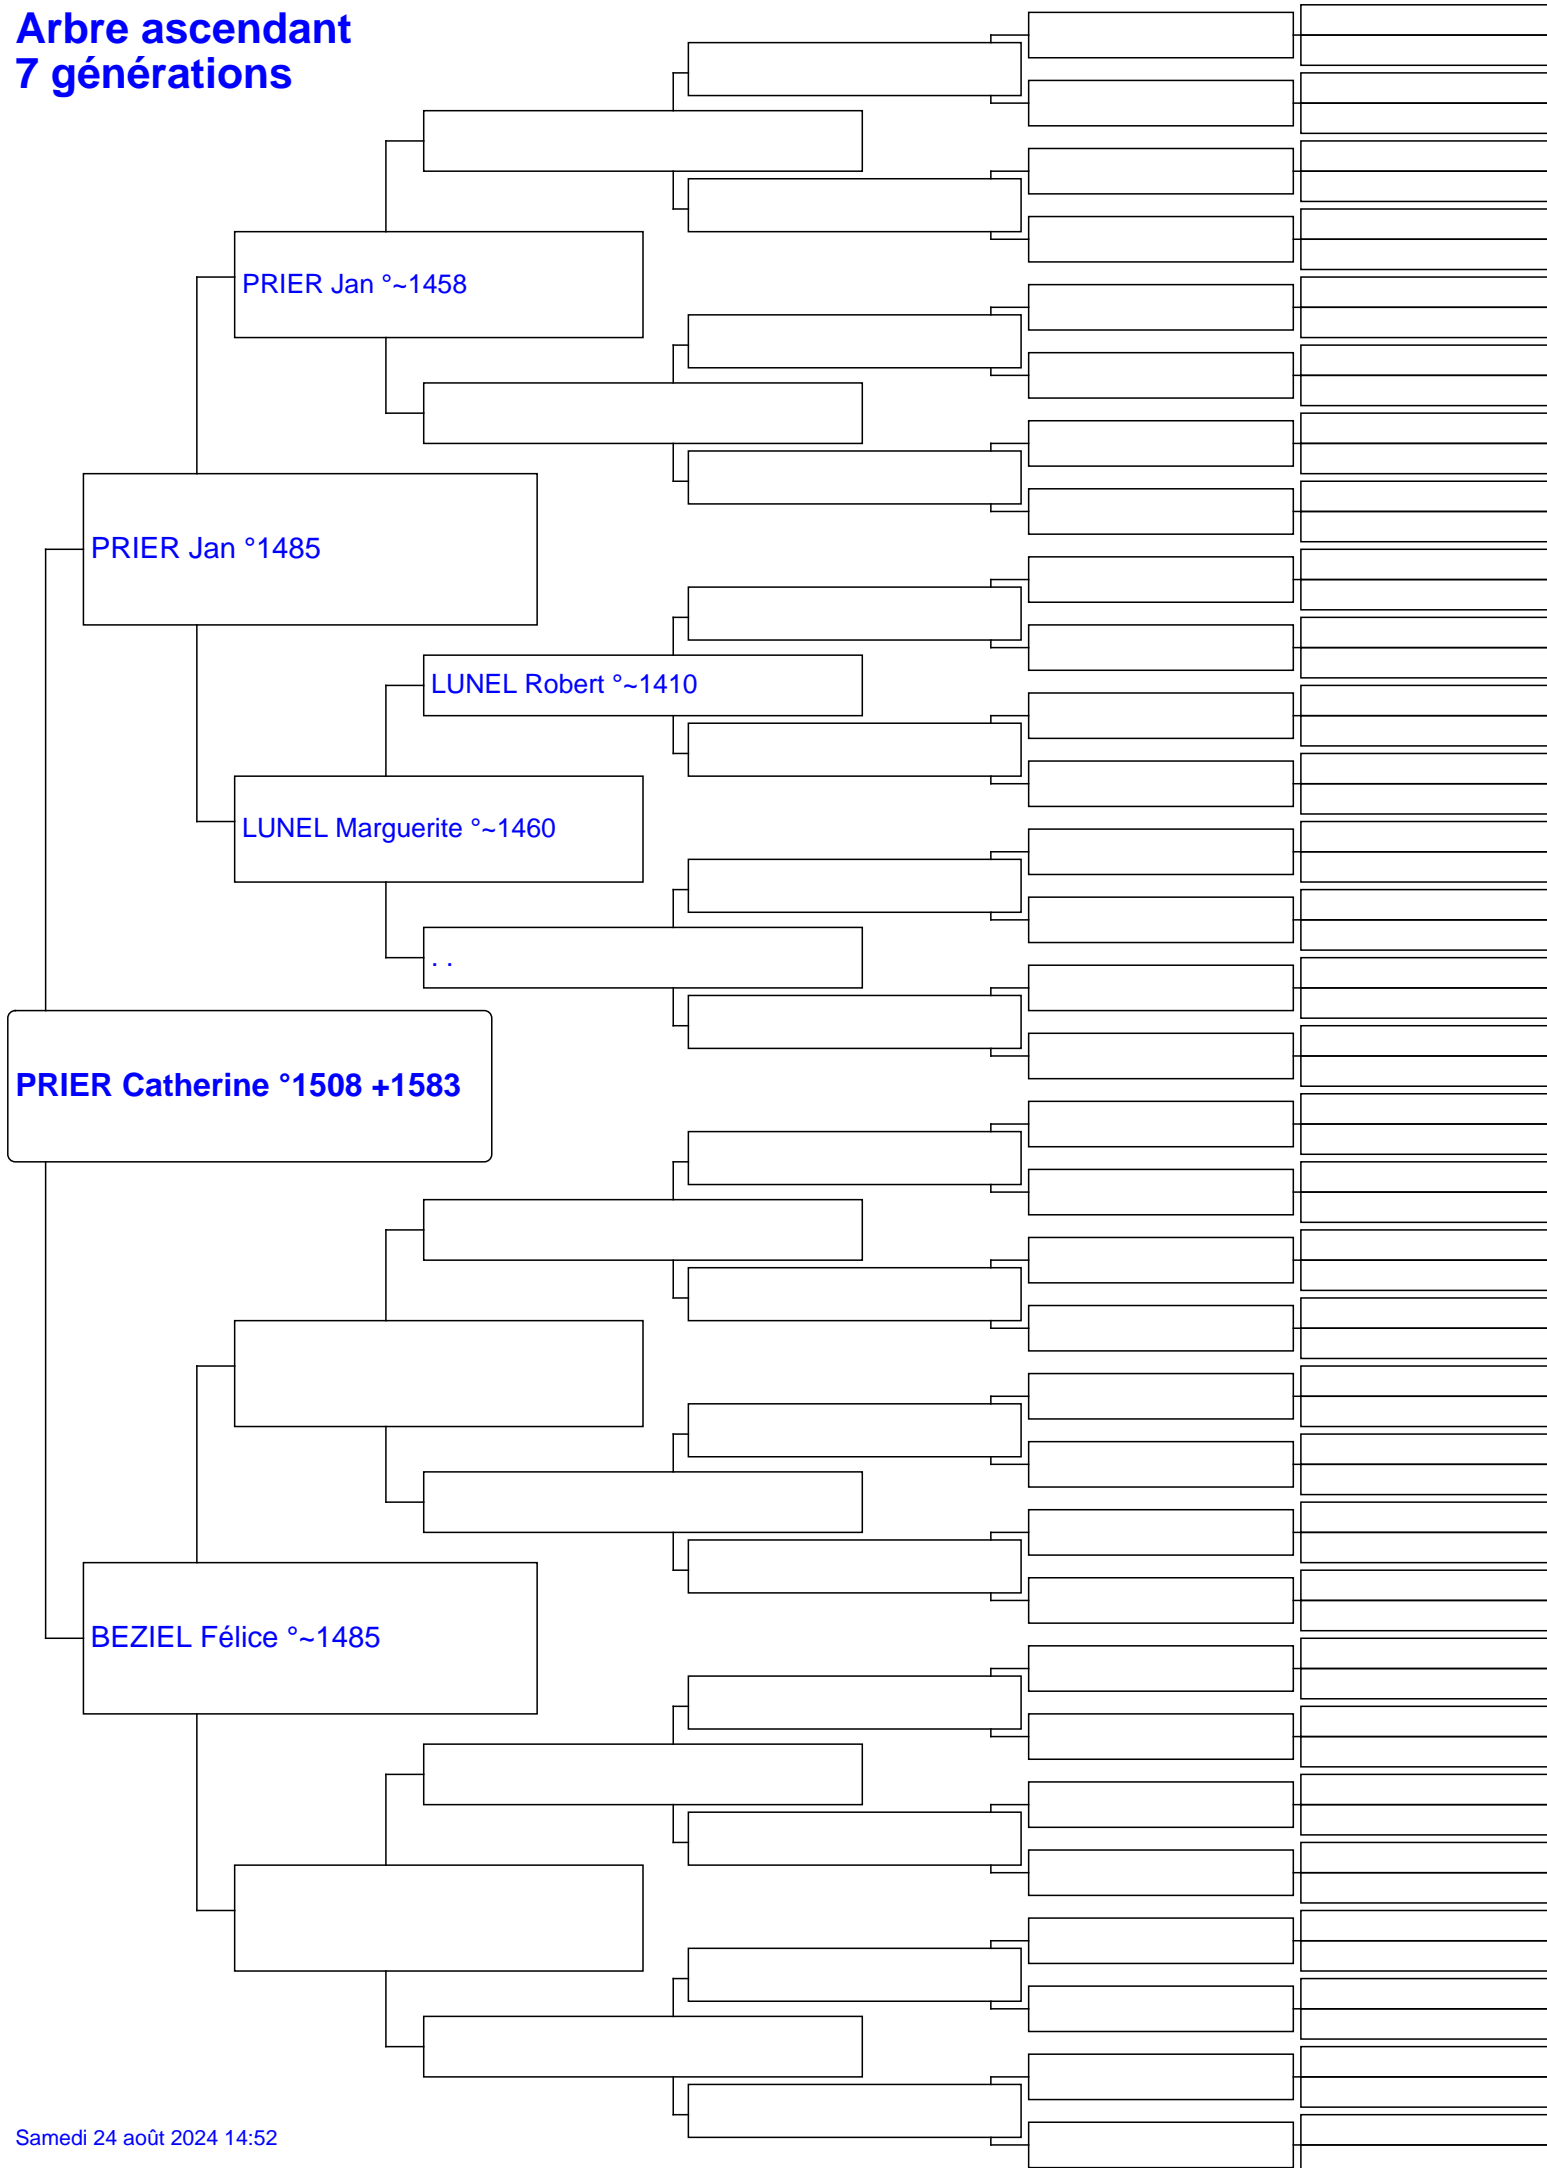 Arbre ascendant
7 générations
PRIER Jan °~1458
PRIER Jan °1485
LUNEL Robert °~1410
LUNEL Marguerite °~1460
. .
PRIER Catherine °1508 +1583
BEZIEL Félice °~1485
Samedi 24 août 2024 14:52